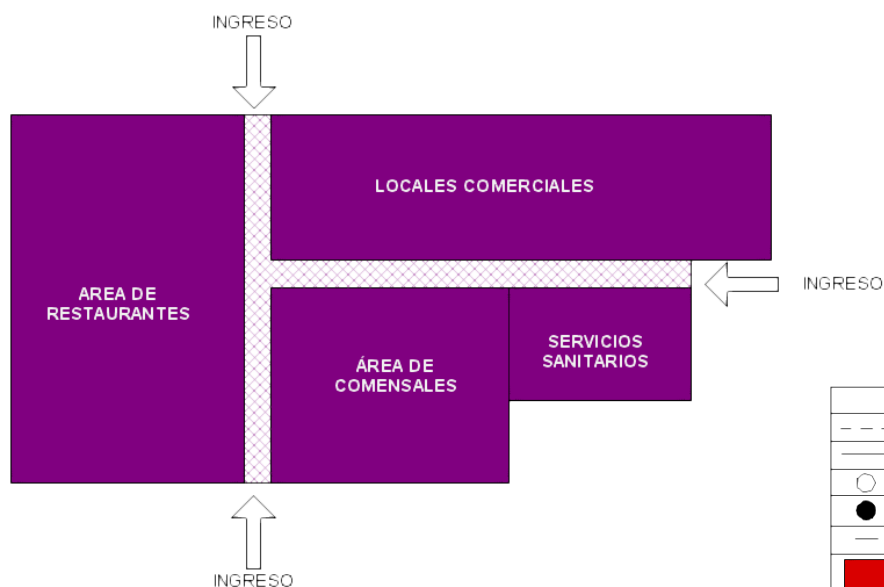 INGRESO
LOCALES COMERCIALES
INGRESO
AREA DE
RESTAURANTES
SERVICIOS
SANITARIOS
ÁREA DE
COMENSALES
INGRESO